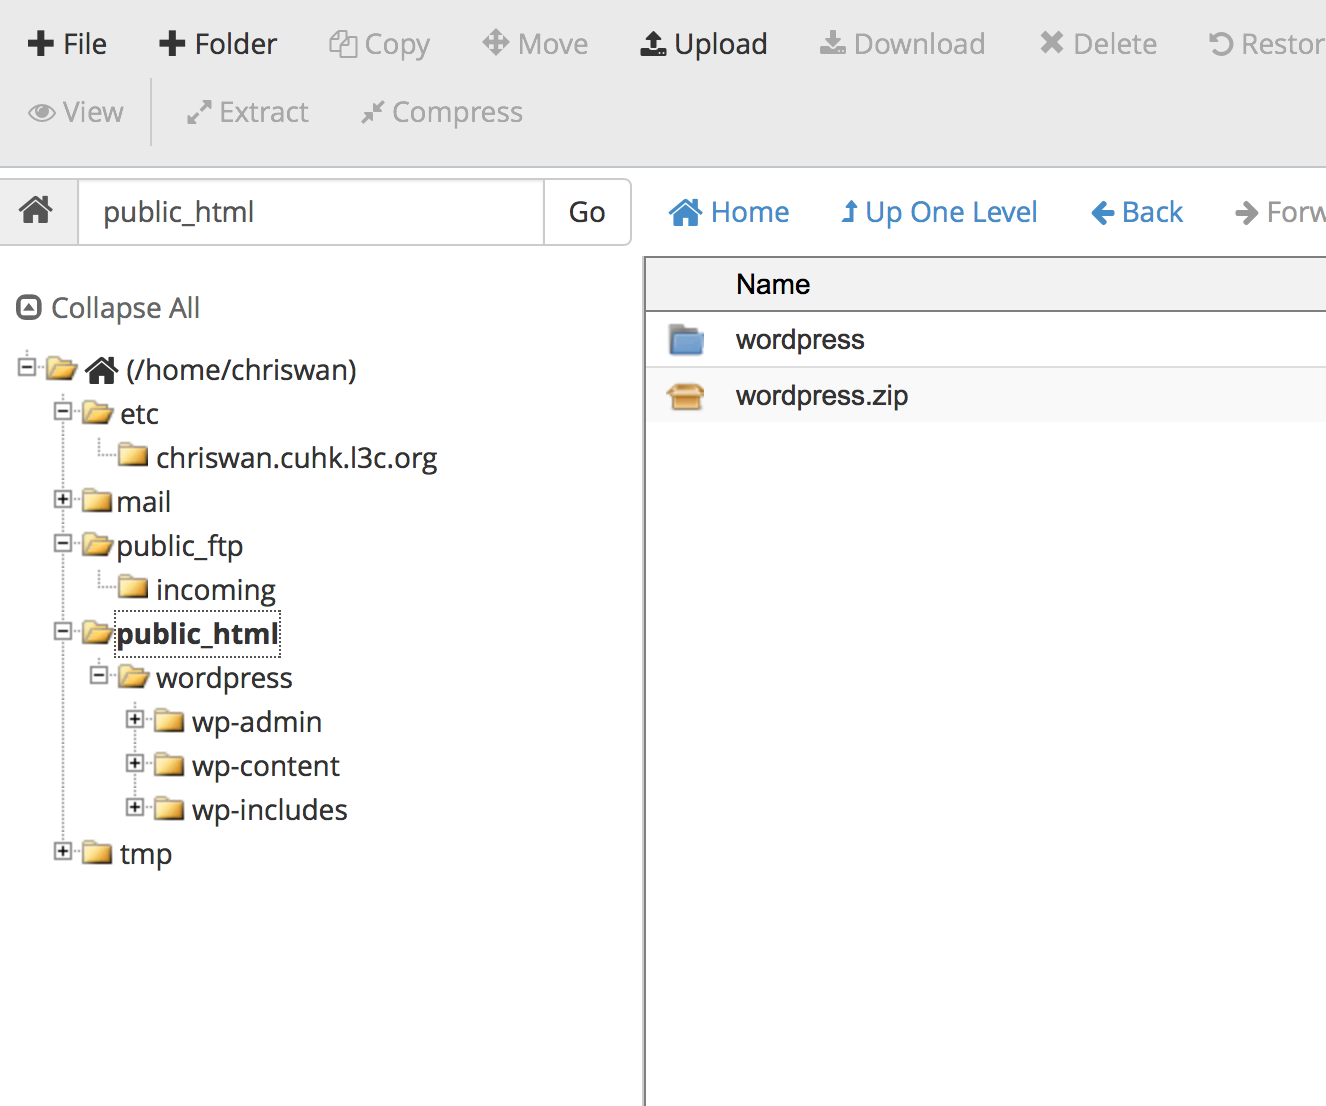 File Folder Copy Move Upload Download Delete Restor
View Extract Compress
public_html Go Home Up One Level Back Forw
Collapse All
(/home/chriswan)
etc
chriswan.cuhk.l3c.org
mail
public_ftp
incoming
public_html
wordpress
wp-admin
wp-content
wp-includes
tmp
Name
wordpress
wordpress.zip